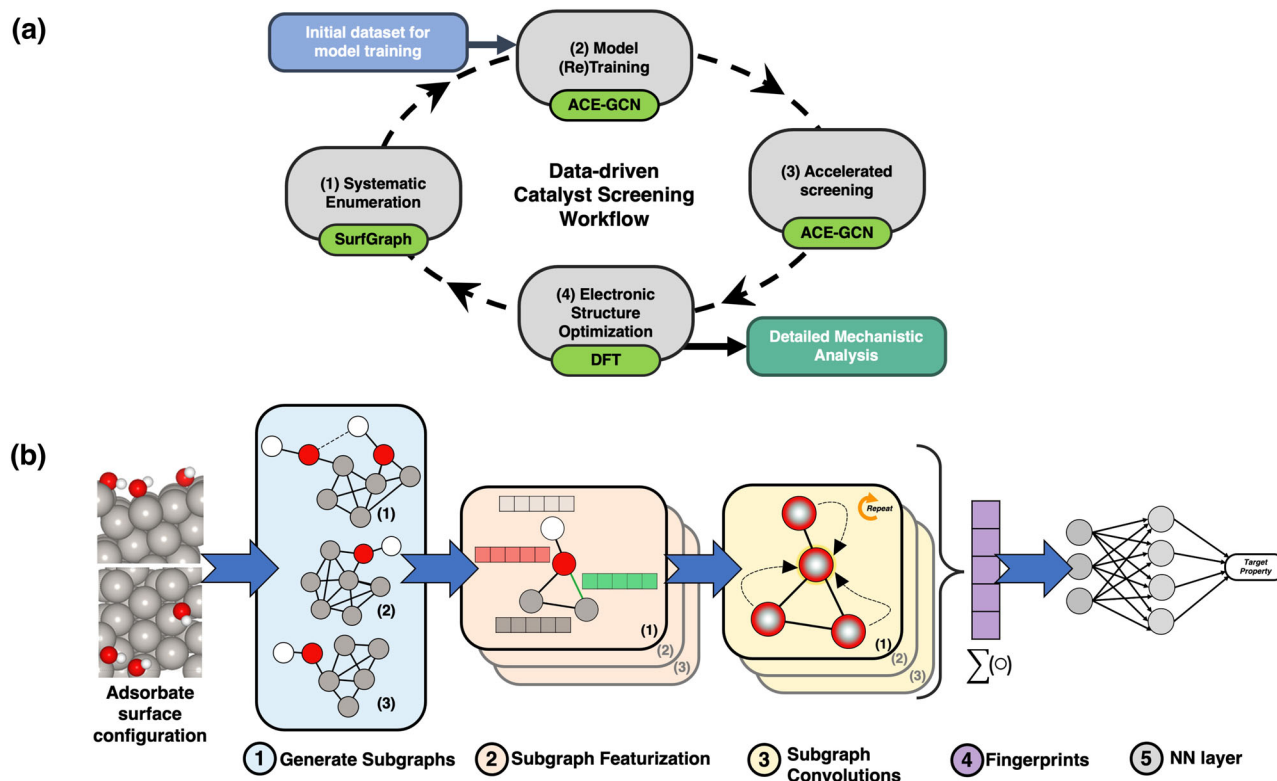 (a)
Initial dataset for
model training
(2) Model
(Re)Training
ACE-GCN
(1) Systematic
Enumeration
SurfGraph
Data-driven
Catalyst Screening
Workflow
(3) Accelerated
screening
ACE-GCN
(4) Electronic
Structure
Optimization
DFT
Detailed Mechanistic
Analysis
(b)
Adsorbate
surface
configuration
(1)
(2)
(3)
(1)
(2)
(3)
Repeat
(1)
(2)
(3)
∑(○)
Target
Property
1 Generate Subgraphs
2 Subgraph Featurization
3 Subgraph
Convolutions
4 Fingerprints
5 NN layer